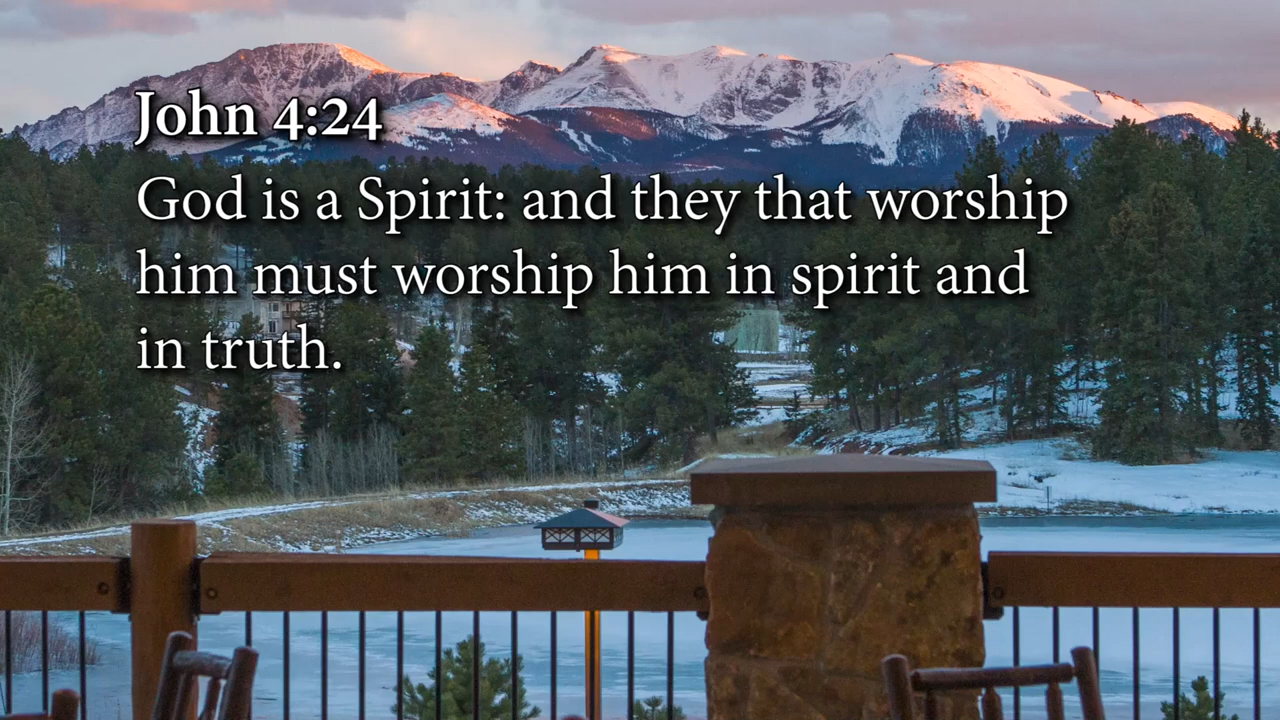 John 4:24
God is a Spirit: and they that worship
him must worship him in spirit and
in truth.